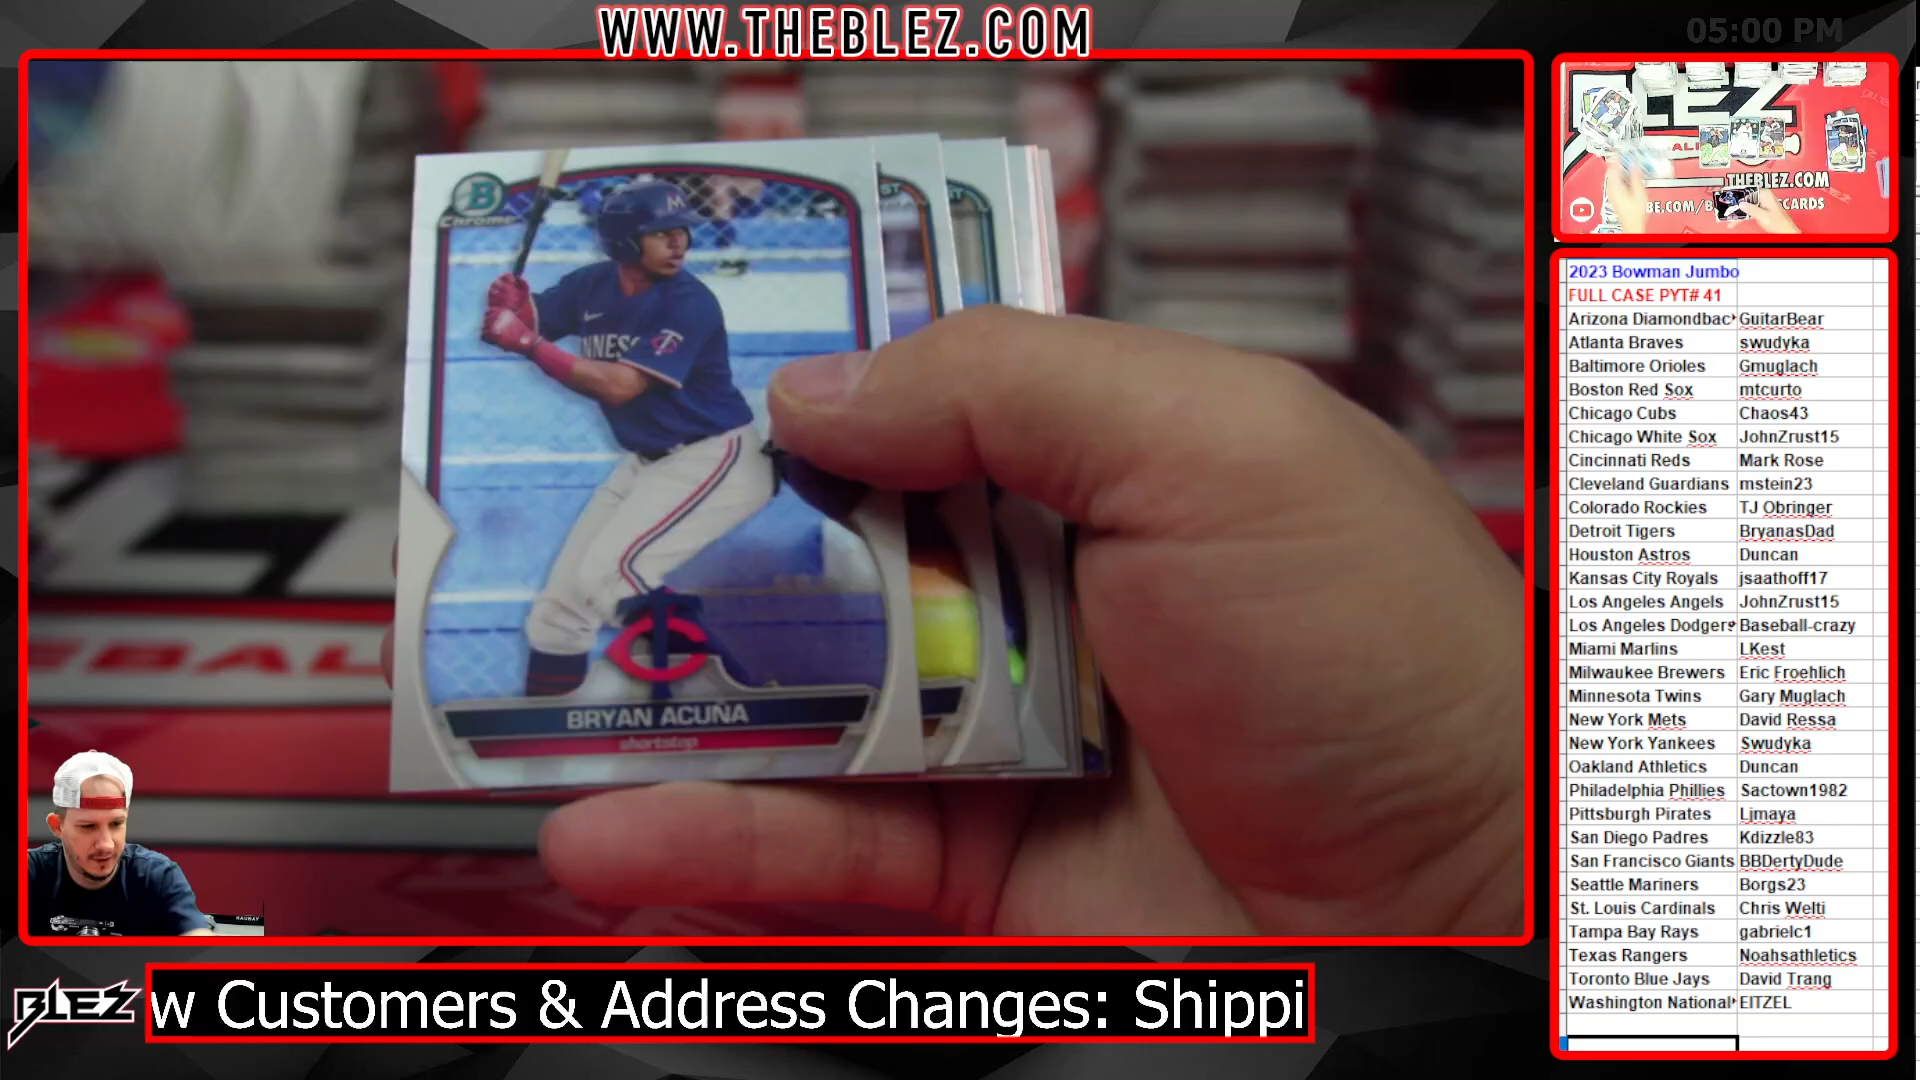 WWW.THEBLEZ.COM
05:00 PM
B
Chrome
M
BRYAN ACUÑA
shortstop
THEBLEZ.COM
2023 Bowman Jumbo
FULL CASE PYT# 41
Arizona Diamondbac GuitarBear
Atlanta Braves swudyka
Baltimore Orioles Gmuglach
Boston Red Sox mtcurto
Chicago Cubs Chaos43
Chicago White Sox JohnZrust15
Cincinnati Reds Mark Rose
Cleveland Guardians mstein23
Colorado Rockies TJ Obringer
Detroit Tigers BryanasDad
Houston Astros Duncan
Kansas City Royals jsaathoff17
Los Angeles Angels JohnZrust15
Los Angeles Dodgers Baseball-crazy
Miami Marlins LKest
Milwaukee Brewers Eric Froehlich
Minnesota Twins Gary Muglach
New York Mets David Ressa
New York Yankees Swudyka
Oakland Athletics Duncan
Philadelphia Phillies Sactown1982
Pittsburgh Pirates Ljmaya
San Diego Padres Kdizzle83
San Francisco Giants BBDertyDude
Seattle Mariners Borgs23
St. Louis Cardinals Chris Welti
Tampa Bay Rays gabrielc1
Texas Rangers Noahsathletics
Toronto Blue Jays David Trang
Washington National EITZEL
BLEZ
w Customers & Address Changes: Shippi